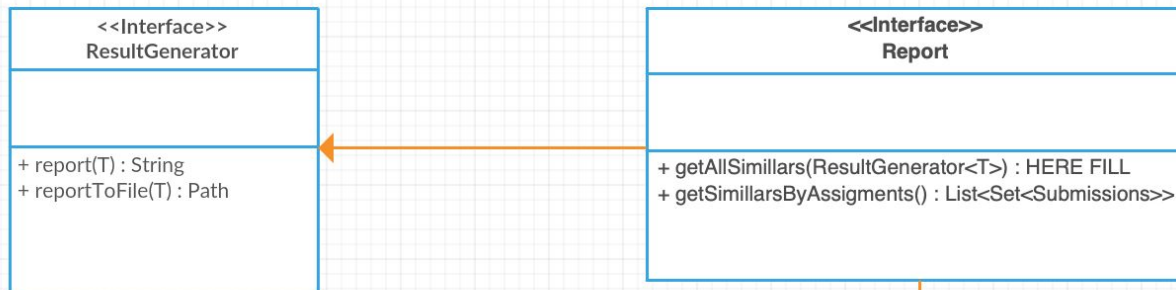 <<Interface>>
ResultGenerator
+ report(T) : String
+ reportToFile(T) : Path
<<Interface>>
Report
+ getAllSimillars(ResultGenerator<T>) : HERE FILL
+ getSimillarsByAssigments() : List<Set<Submissions>>